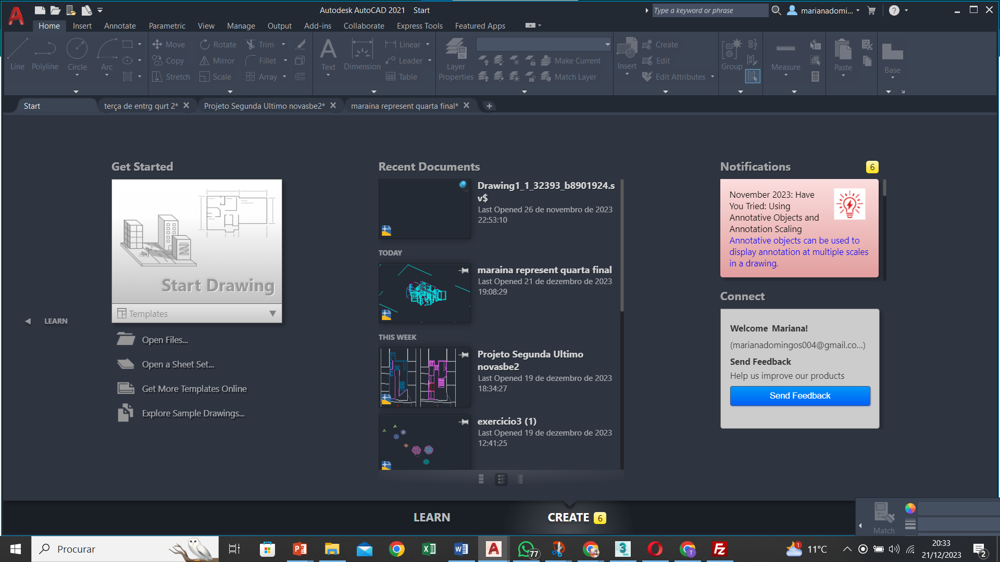 Autodesk AutoCAD 2021 Start
Type a keyword or phrase
marianadomi...
Home Insert Annotate Parametric View Manage Output Add-ins Collaborate Express Tools Featured Apps
Line
Polyline
Circle
Arc
Move
Rotate
Trim
Copy
Mirror
Fillet
Stretch
Scale
Array
Text
Dimension
Linear
Leader
Table
Layer
Properties
Make Current
Match Layer
Insert
Create
Edit
Edit Attributes
Group
Measure
Paste
Base
Start
terça de entrg qurt 2*
Projeto Segunda Ultimo novasbe2*
maraina represent quarta final*
Get Started
Start Drawing
Templates
LEARN
Open Files...
Open a Sheet Set...
Get More Templates Online
Explore Sample Drawings...
Recent Documents
Drawing1_1_32393_b8901924.s
v$
Last Opened 26 de novembro de 2023
22:53:10
TODAY
maraina represent quarta final
Last Opened 21 de dezembro de 2023
19:08:29
THIS WEEK
Projeto Segunda Ultimo
novasbe2
Last Opened 19 de dezembro de 2023
18:34:27
exercicio3 (1)
Last Opened 19 de dezembro de 2023
12:41:25
Notifications 6
November 2023: Have
You Tried: Using
Annotative Objects and
Annotation Scaling
Annotative objects can be used to
display annotation at multiple scales
in a drawing.
Connect
Welcome Mariana!
(marianadomingos004@gmail.co...)
Send Feedback
Help us improve our products
Send Feedback
LEARN
CREATE 6
Match
Procurar
77
3
MAX
T
1
11°C
20:33
21/12/2023
2